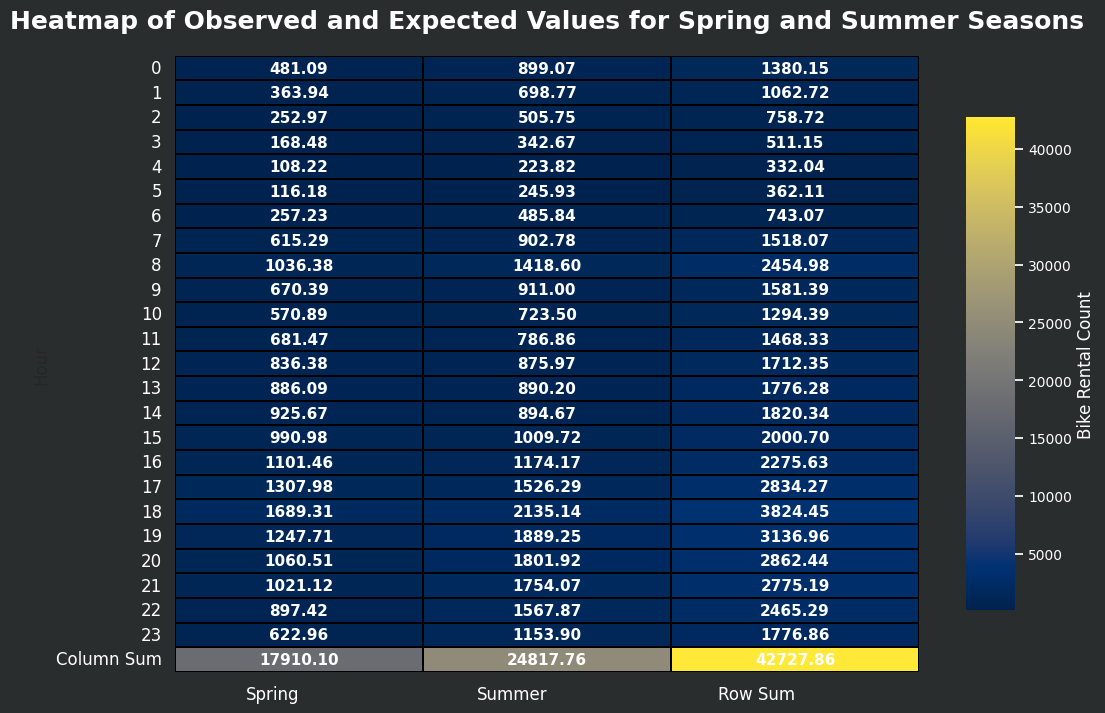 Heatmap of Observed and Expected Values for Spring and Summer Seasons
0 481.09 899.07 1380.15
1 363.94 698.77 1062.72
2 252.97 505.75 758.72
3 168.48 342.67 511.15
4 108.22 223.82 332.04
5 116.18 245.93 362.11
6 257.23 485.84 743.07
7 615.29 902.78 1518.07
8 1036.38 1418.60 2454.98
9 670.39 911.00 1581.39
10 570.89 723.50 1294.39
11 681.47 786.86 1468.33
12 836.38 875.97 1712.35
13 886.09 890.20 1776.28
14 925.67 894.67 1820.34
15 990.98 1009.72 2000.70
16 1101.46 1174.17 2275.63
17 1307.98 1526.29 2834.27
18 1689.31 2135.14 3824.45
19 1247.71 1889.25 3136.96
20 1060.51 1801.92 2862.44
21 1021.12 1754.07 2775.19
22 897.42 1567.87 2465.29
23 622.96 1153.90 1776.86
Column Sum 17910.10 24817.76 42727.86
Spring Summer Row Sum
Hour
40000
35000
30000
25000
20000
15000
10000
5000
Bike Rental Count